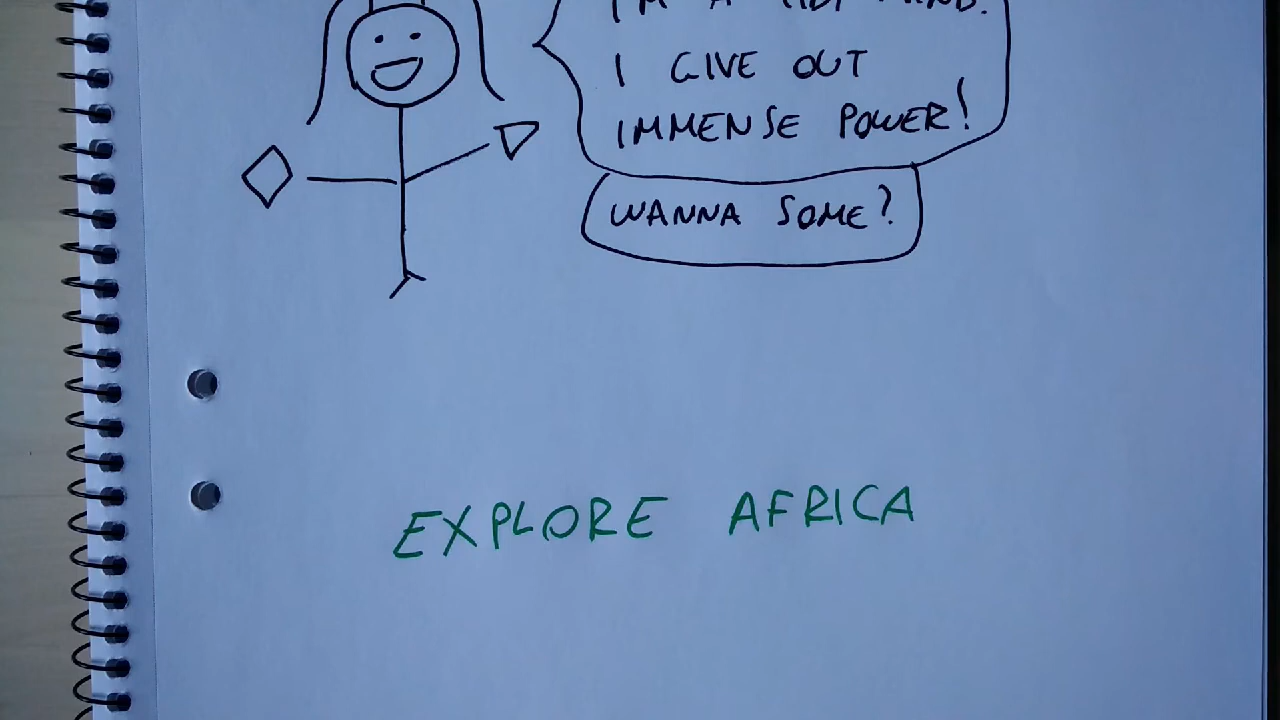 I'M A
I GIVE OUT
IMMENSE POWER!
WANNA SOME?
EXPLORE AFRICA